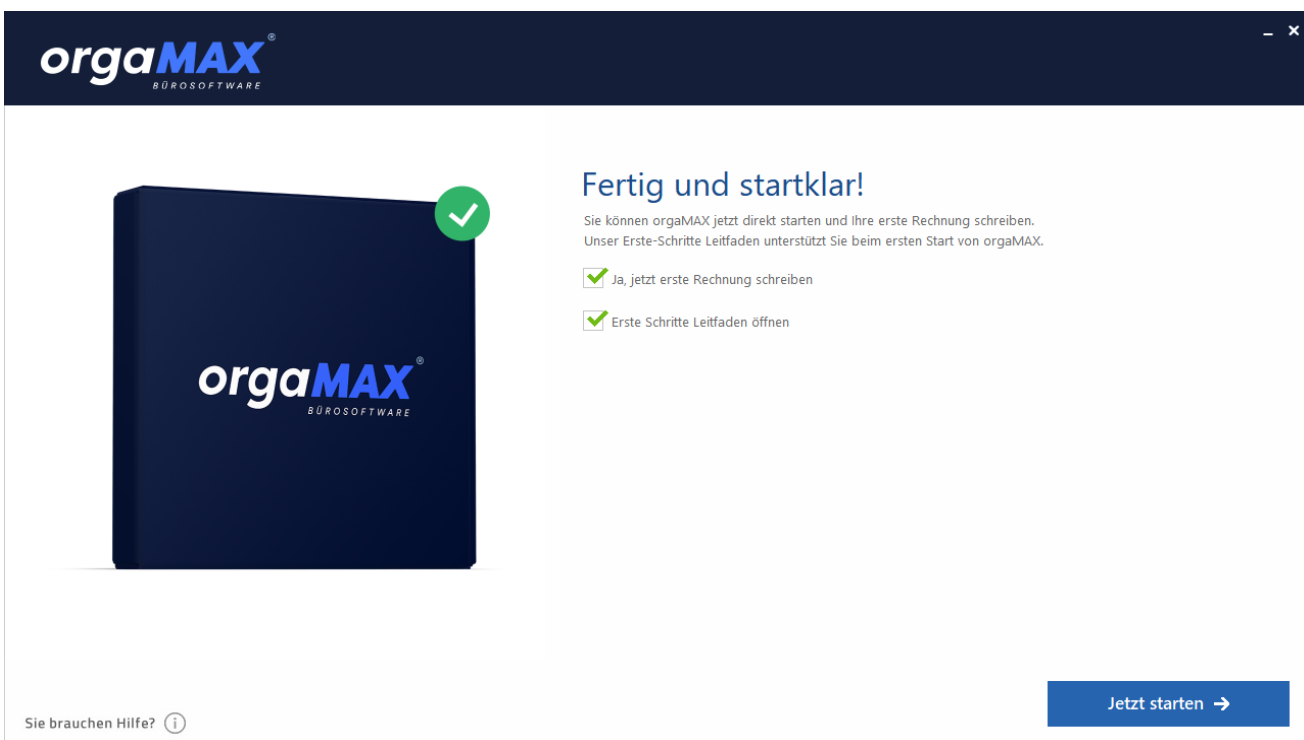 orgaMAX®
BÜROSOFTWARE
Fertig und startklar!
Sie können orgaMAX jetzt direkt starten und Ihre erste Rechnung schreiben.
Unser Erste-Schritte Leitfaden unterstützt Sie beim ersten Start von orgaMAX.
Ja, jetzt erste Rechnung schreiben
Erste Schritte Leitfaden öffnen
orgaMAX®
BÜROSOFTWARE
Jetzt starten →
Sie brauchen Hilfe? i